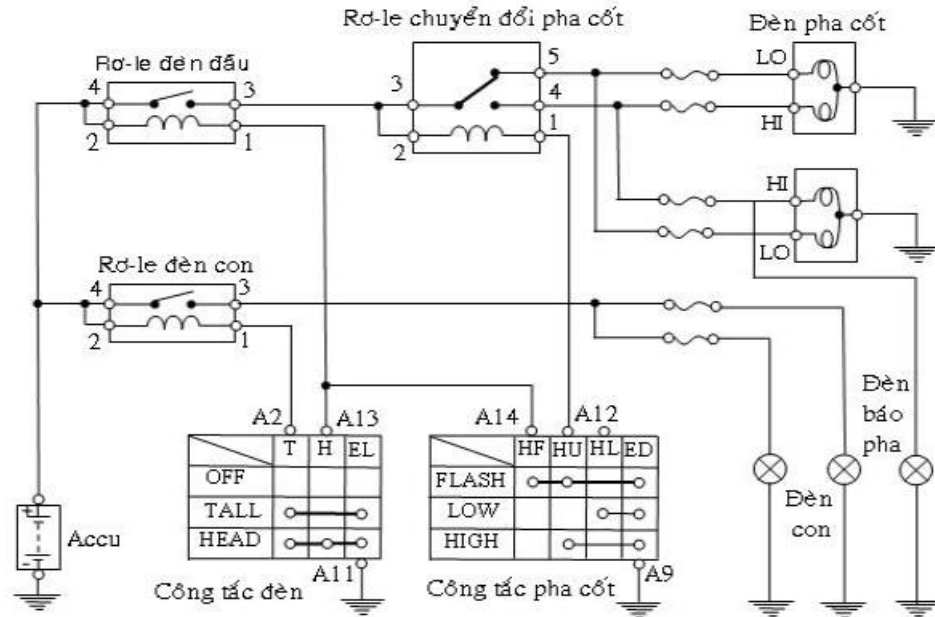 Rơ-le chuyển đổi pha cốt
Đèn pha cốt
Rơ-le đèn đầu
4
3
2
1
3
5
4
1
2
LO
HI
HI
LO
Rơ-le đèn con
4
3
2
1
Đèn
báo
pha
A2
A13
A14
A12
T H EL
OFF
TALL
HEAD
HF HU HL ED
FLASH
LOW
HIGH
+
-
Accu
Đèn
con
A11
A9
Công tắc đèn
Công tắc pha cốt